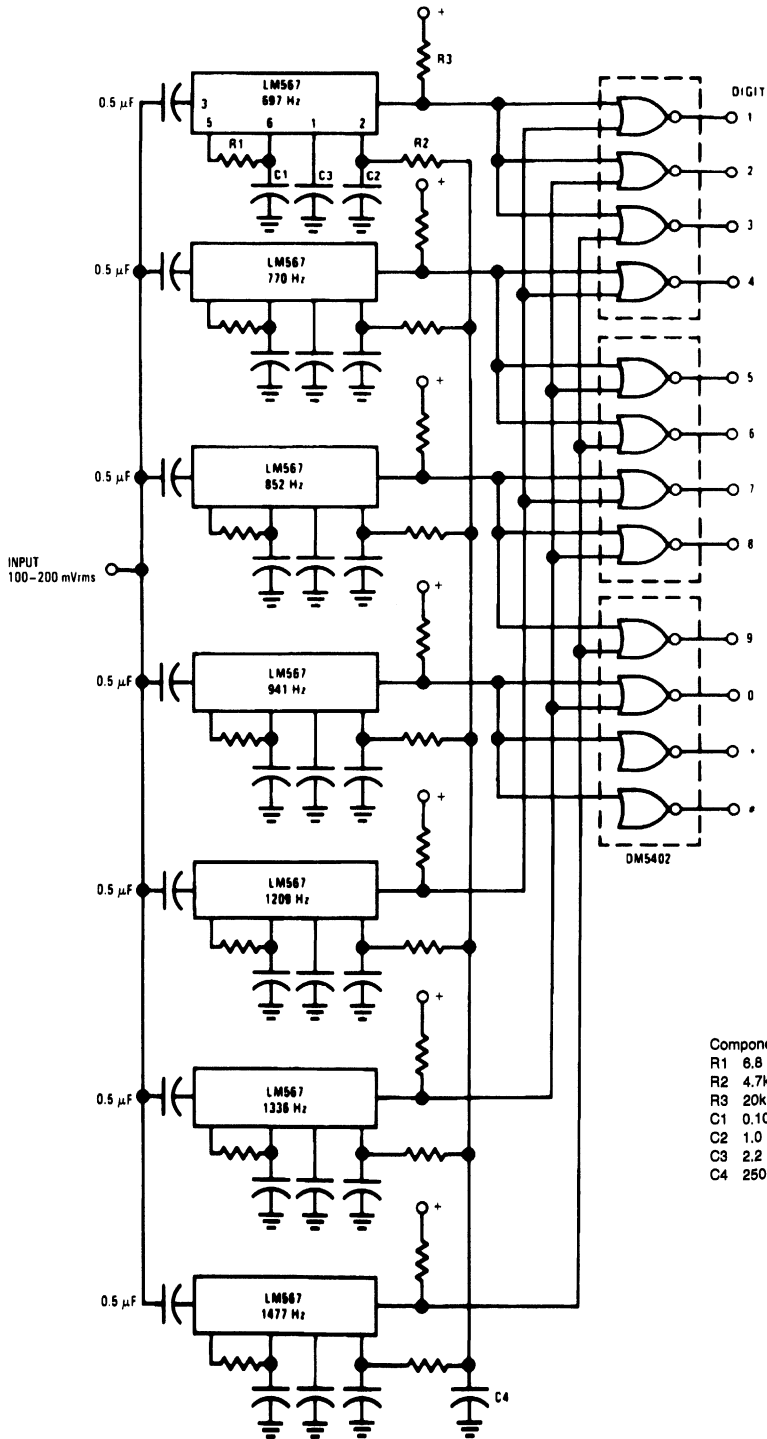 +
R3
0.5 μF
LM567
697 Hz
3
5
6
1
2
R1
R2
C1
C3
C2
DIGIT
1
2
3
4
+
0.5 μF
LM567
770 Hz
5
6
7
8
+
0.5 μF
LM567
852 Hz
INPUT
100–200 mVrms
+
0.5 μF
LM567
941 Hz
9
0
DM5402
+
0.5 μF
LM567
1209 Hz
+
0.5 μF
LM567
1336 Hz
Compone
R1 6.8
R2 4.7k
R3 20k
C1 0.10
C2 1.0
C3 2.2
C4 250
+
0.5 μF
LM567
1477 Hz
C4